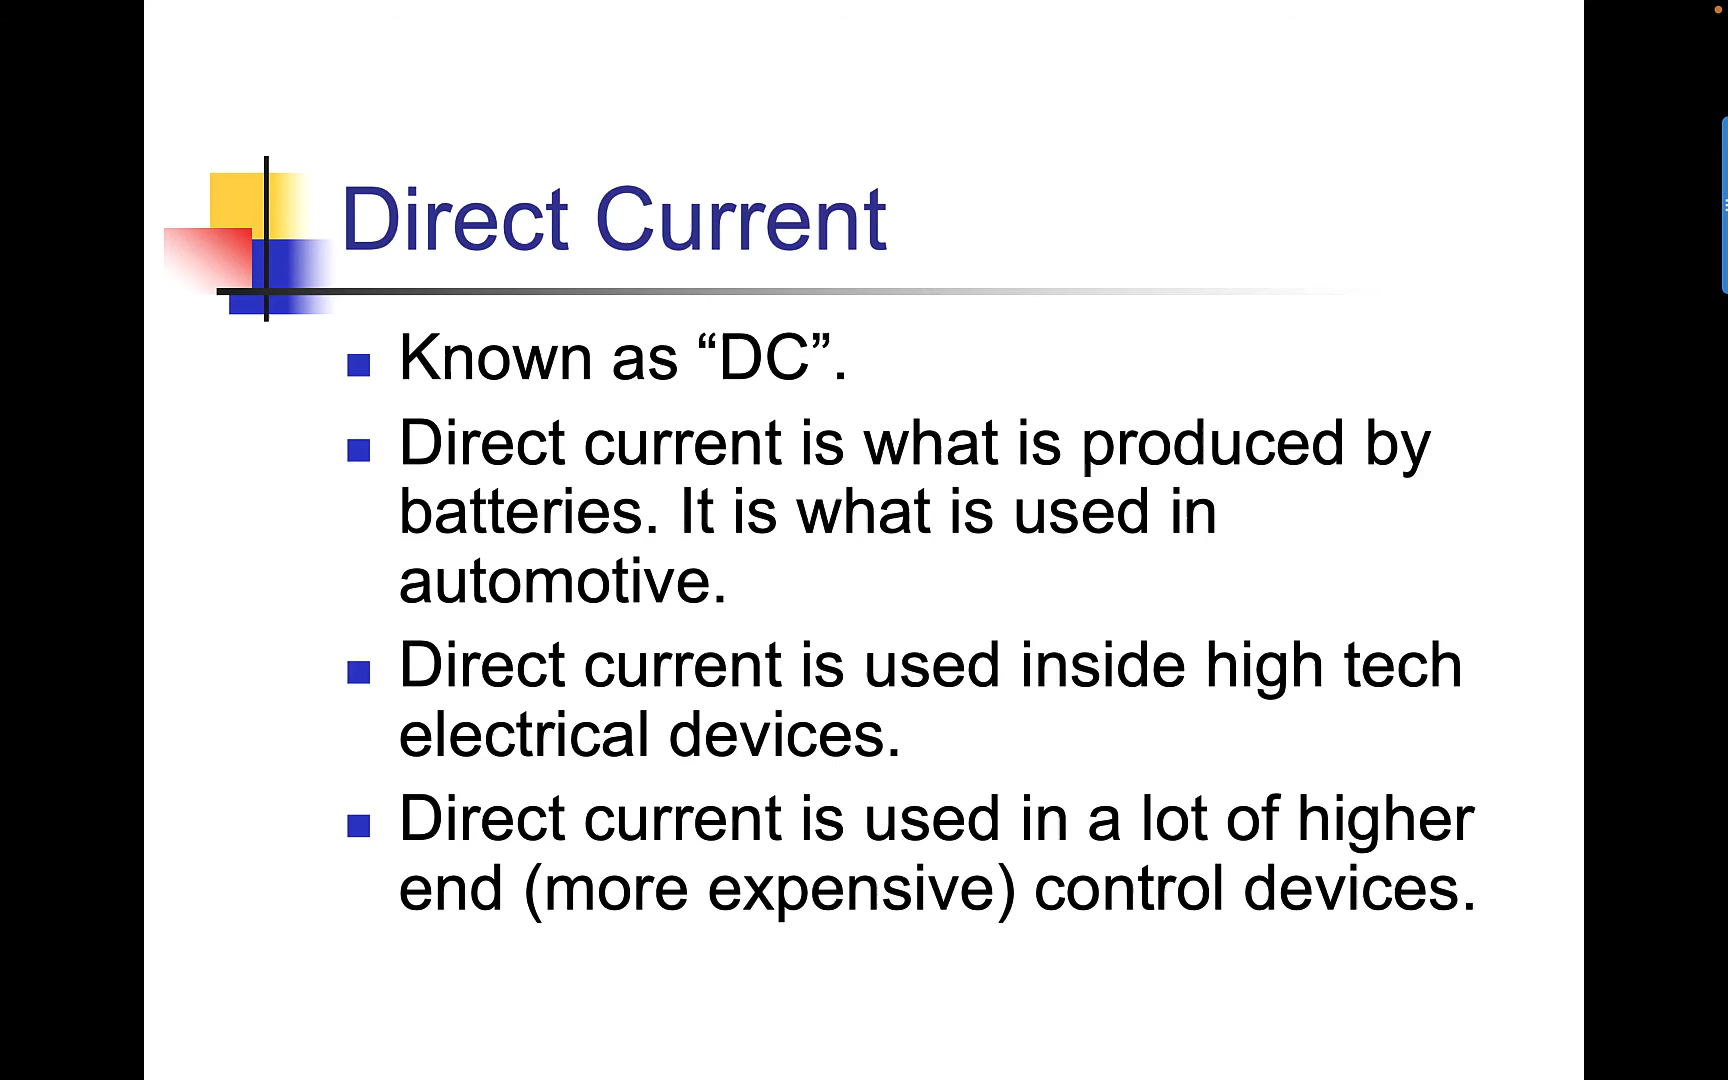 Direct Current
Known as “DC”.
Direct current is what is produced by
batteries. It is what is used in
automotive.
Direct current is used inside high tech
electrical devices.
Direct current is used in a lot of higher
end (more expensive) control devices.